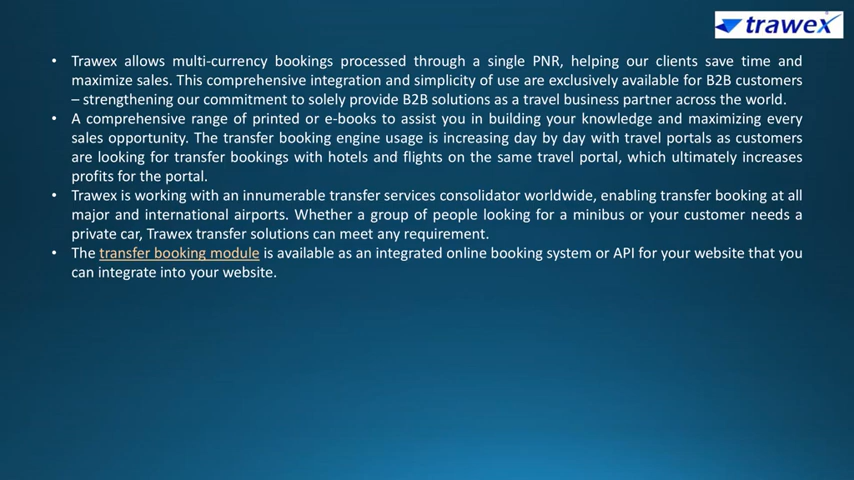 trawex
• Trawex allows multi-currency bookings processed through a single PNR, helping our clients save time and
maximize sales. This comprehensive integration and simplicity of use are exclusively available for B2B customers
– strengthening our commitment to solely provide B2B solutions as a travel business partner across the world.
• A comprehensive range of printed or e-books to assist you in building your knowledge and maximizing every
sales opportunity. The transfer booking engine usage is increasing day by day with travel portals as customers
are looking for transfer bookings with hotels and flights on the same travel portal, which ultimately increases
profits for the portal.
• Trawex is working with an innumerable transfer services consolidator worldwide, enabling transfer booking at all
major and international airports. Whether a group of people looking for a minibus or your customer needs a
private car, Trawex transfer solutions can meet any requirement.
• The transfer booking module is available as an integrated online booking system or API for your website that you
can integrate into your website.